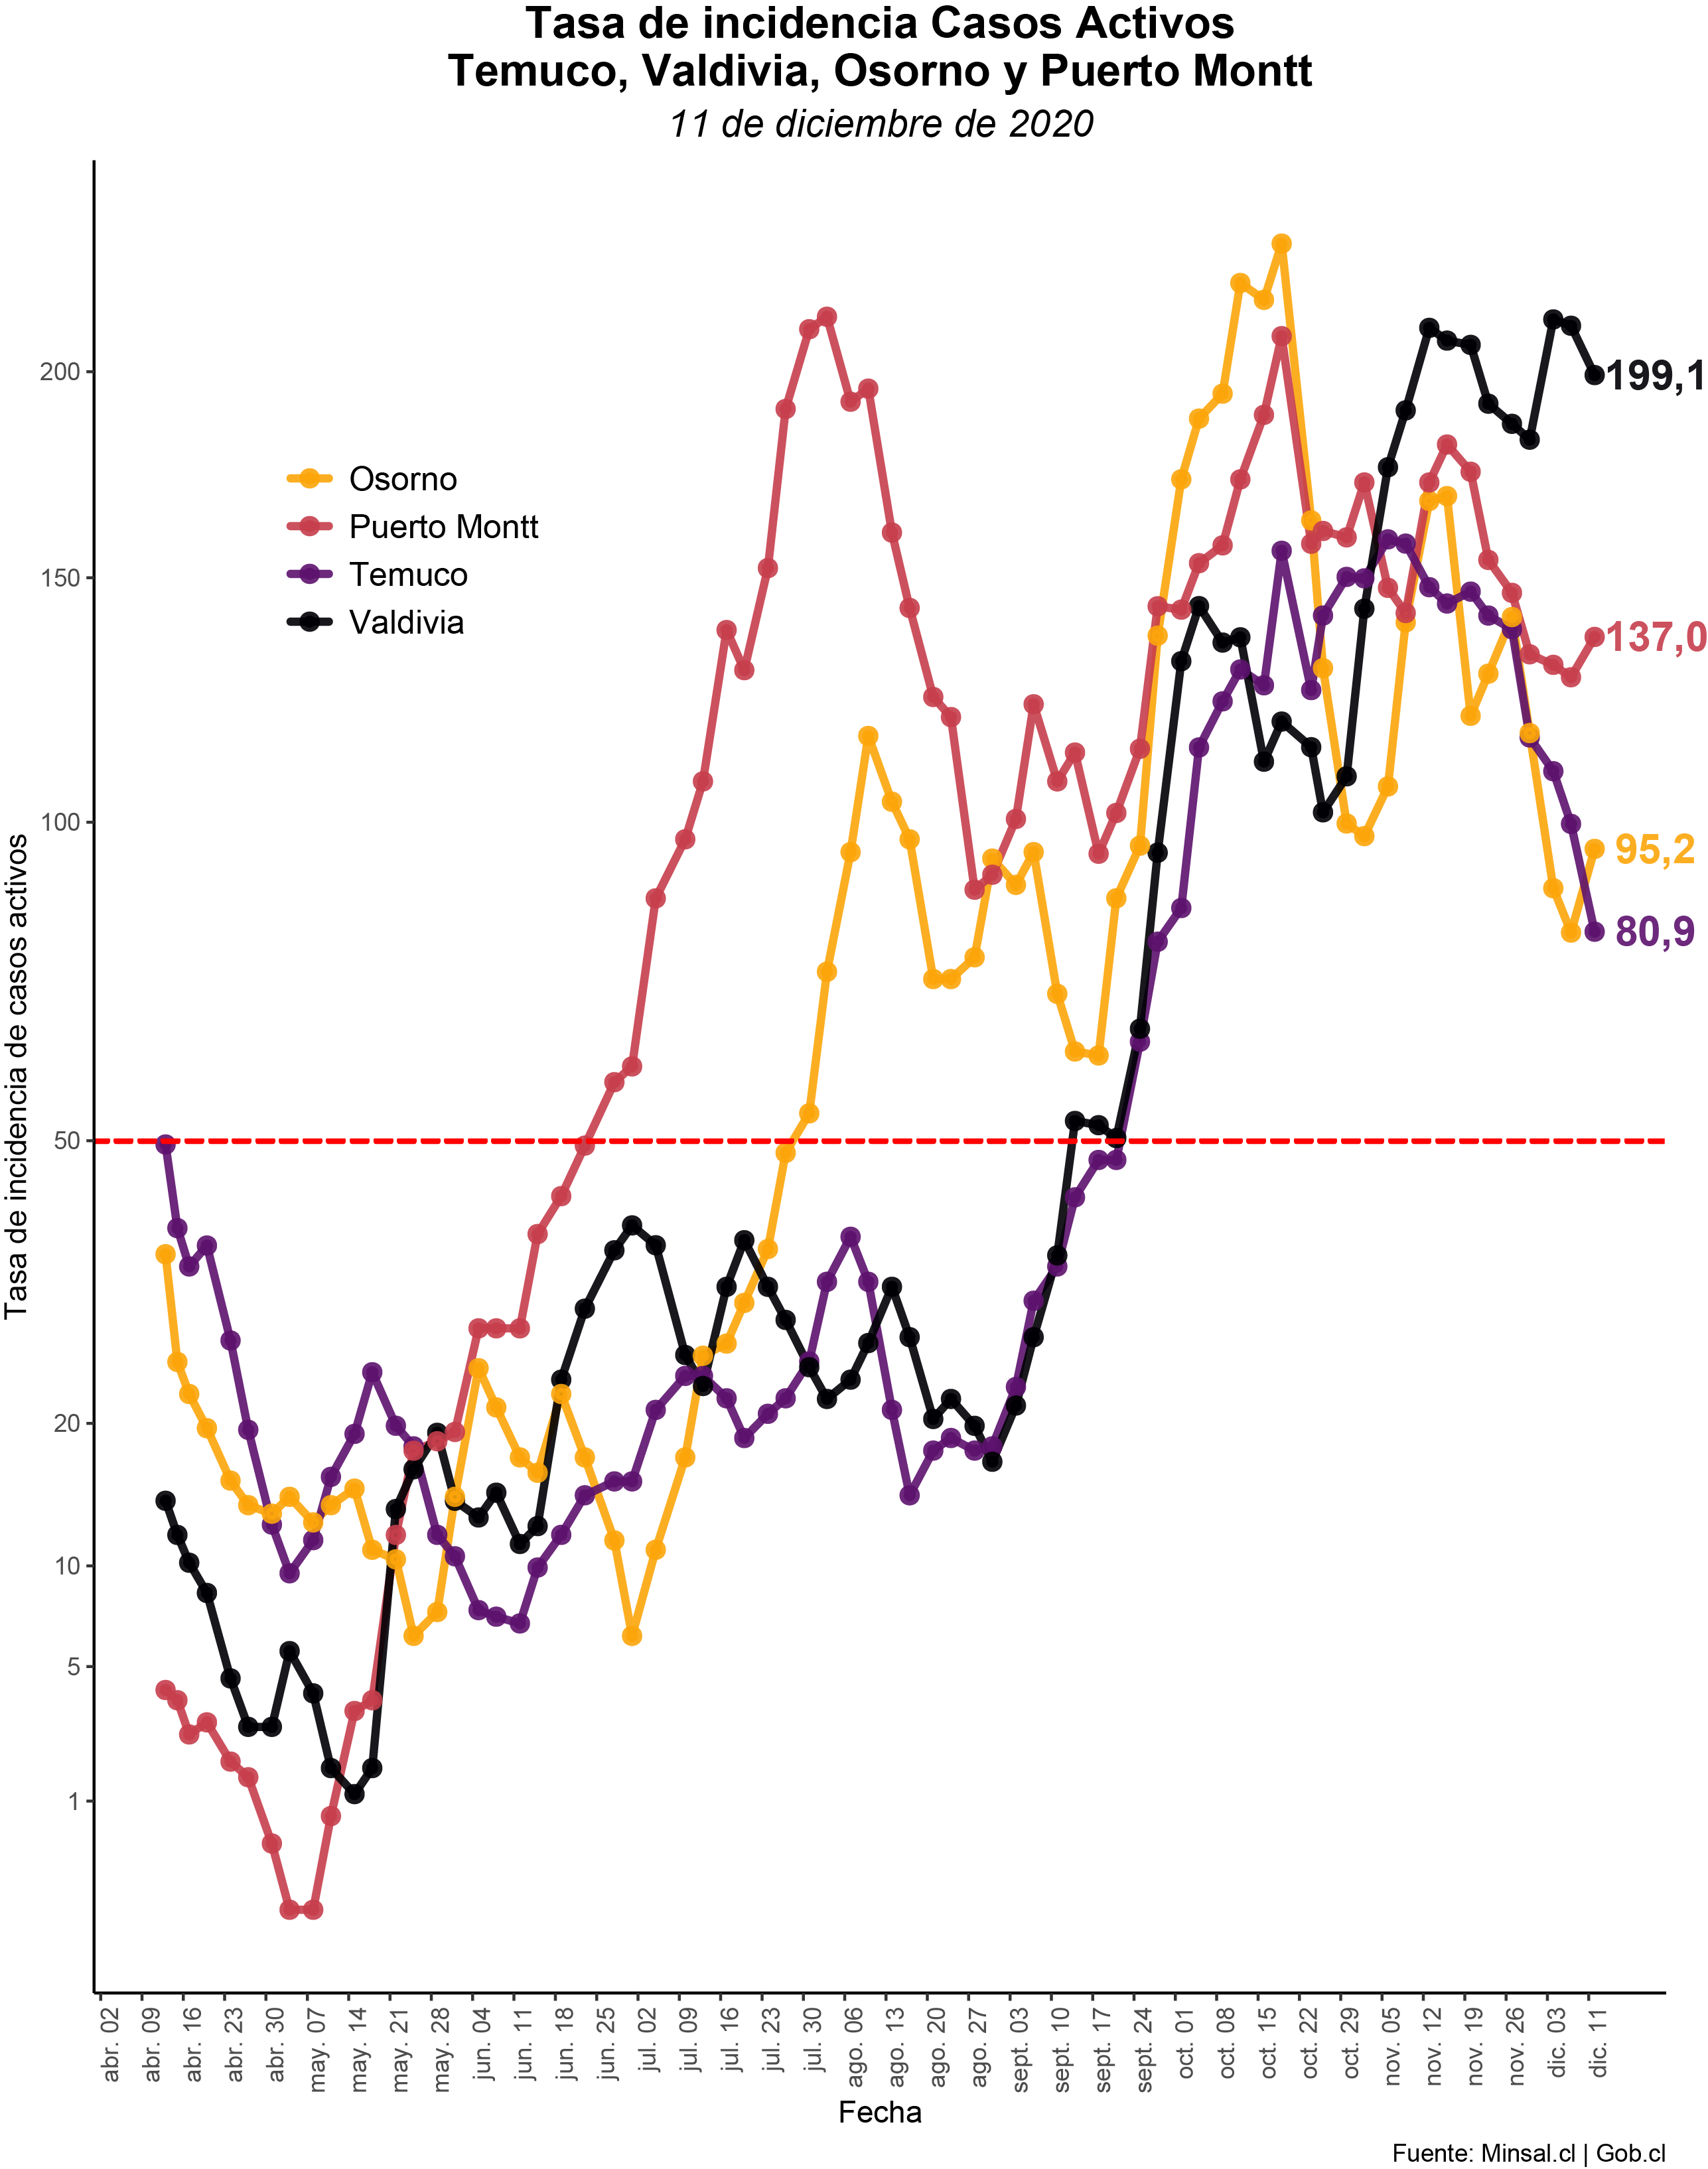 Tasa de incidencia Casos Activos
Temuco, Valdivia, Osorno y Puerto Montt
11 de diciembre de 2020
Tasa de incidencia de casos activos
200
150
100
50
20
10
5
1
Osorno
Puerto Montt
Temuco
Valdivia
199,1
137,0
95,2
80,9
abr. 02
abr. 09
abr. 16
abr. 23
abr. 30
may. 07
may. 14
may. 21
may. 28
jun. 04
jun. 11
jun. 18
jun. 25
jul. 02
jul. 09
jul. 16
jul. 23
jul. 30
ago. 06
ago. 13
ago. 20
ago. 27
sept. 03
sept. 10
sept. 17
sept. 24
oct. 01
oct. 08
oct. 15
oct. 22
oct. 29
nov. 05
nov. 12
nov. 19
nov. 26
dic. 03
dic. 11
Fecha
Fuente: Minsal.cl | Gob.cl